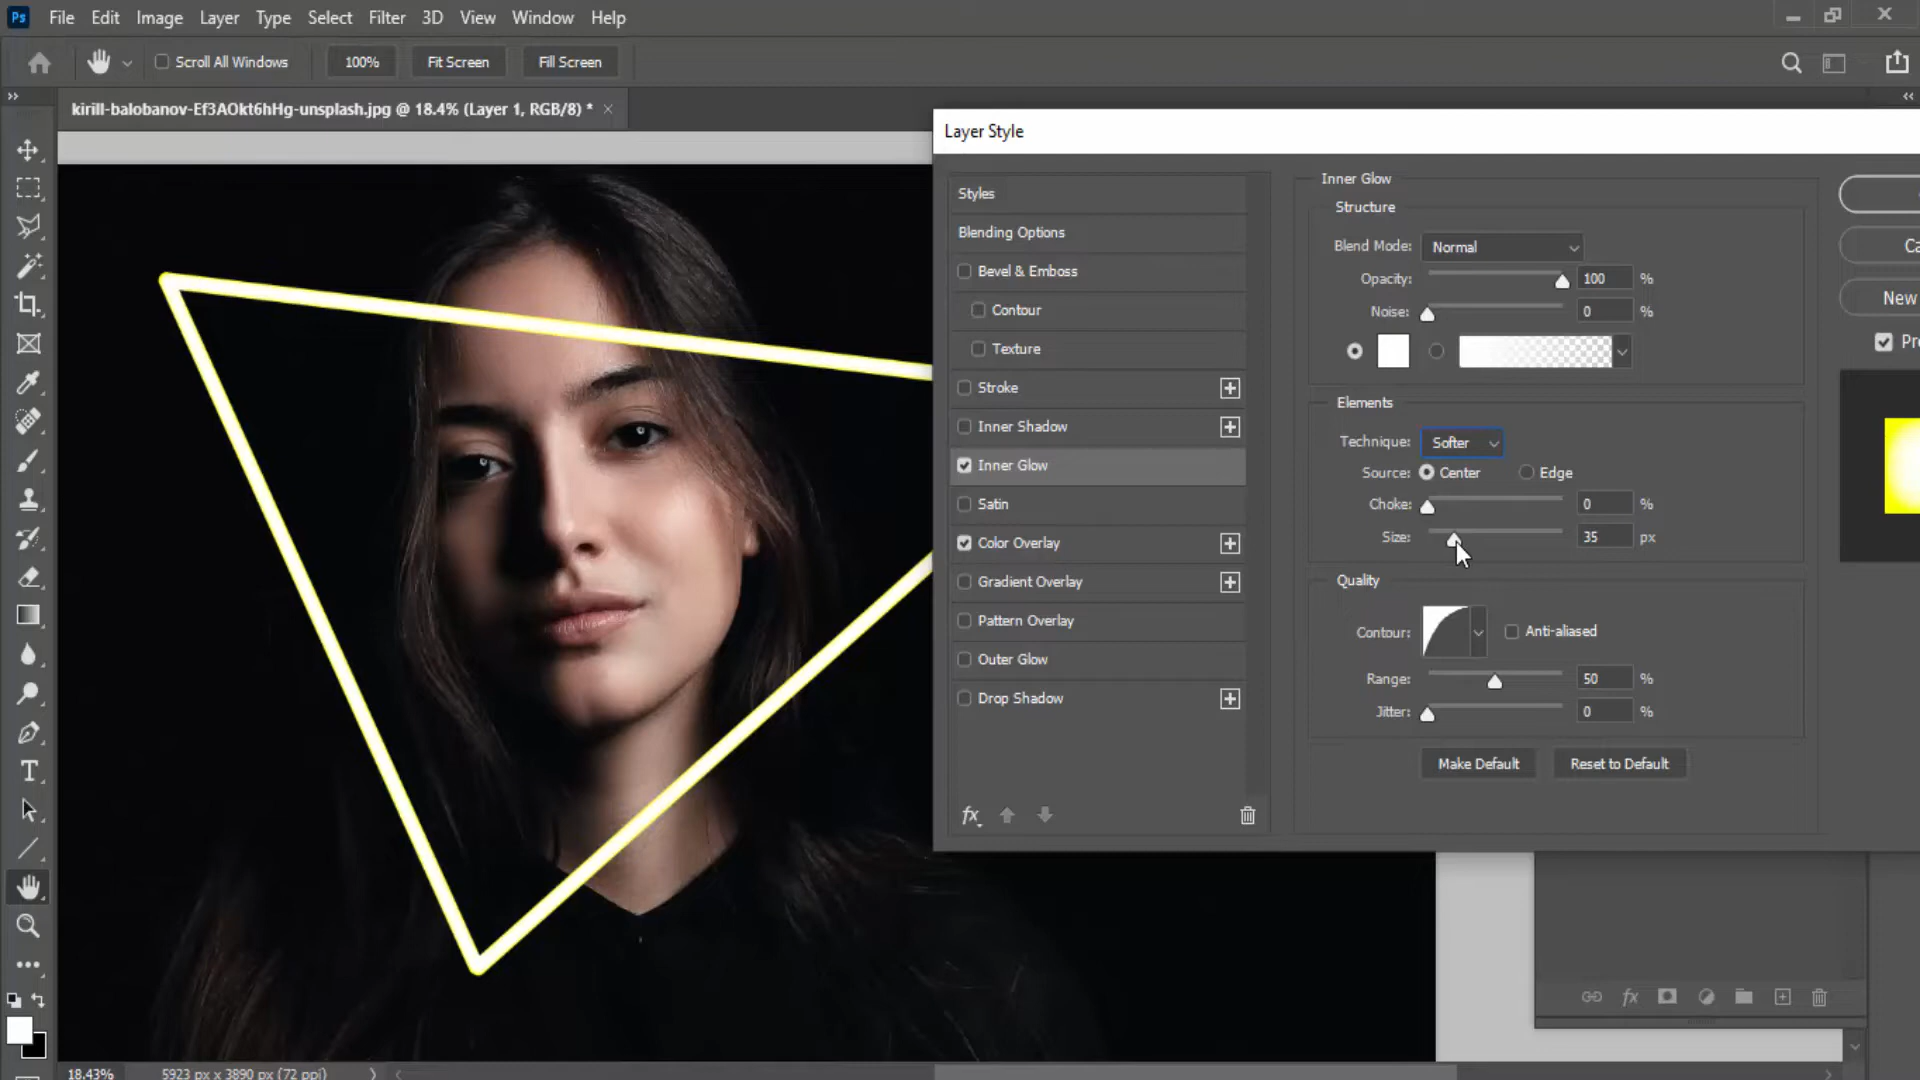 Ps File Edit Image Layer Type Select Filter 3D View Window Help
Scroll All Windows 100% Fit Screen Fill Screen
kirill-balobanov-Ef3AOkt6hHg-unsplash.jpg @ 18.4% (Layer 1, RGB/8) *
Layer Style
Styles
Blending Options
Bevel & Emboss
Contour
Texture
Stroke
Inner Shadow
Inner Glow
Satin
Color Overlay
Gradient Overlay
Pattern Overlay
Outer Glow
Drop Shadow
fx
Inner Glow
Structure
Blend Mode: Normal
Opacity: 100 %
Noise: 0 %
Elements
Technique: Softer
Source: Center Edge
Choke: 0 %
Size: 35 px
Quality
Contour: Anti-aliased
Range: 50 %
Jitter: 0 %
Make Default Reset to Default
Ca
New
Pre
fx
T
18.43% 5923 px x 3890 px (72 ppi)